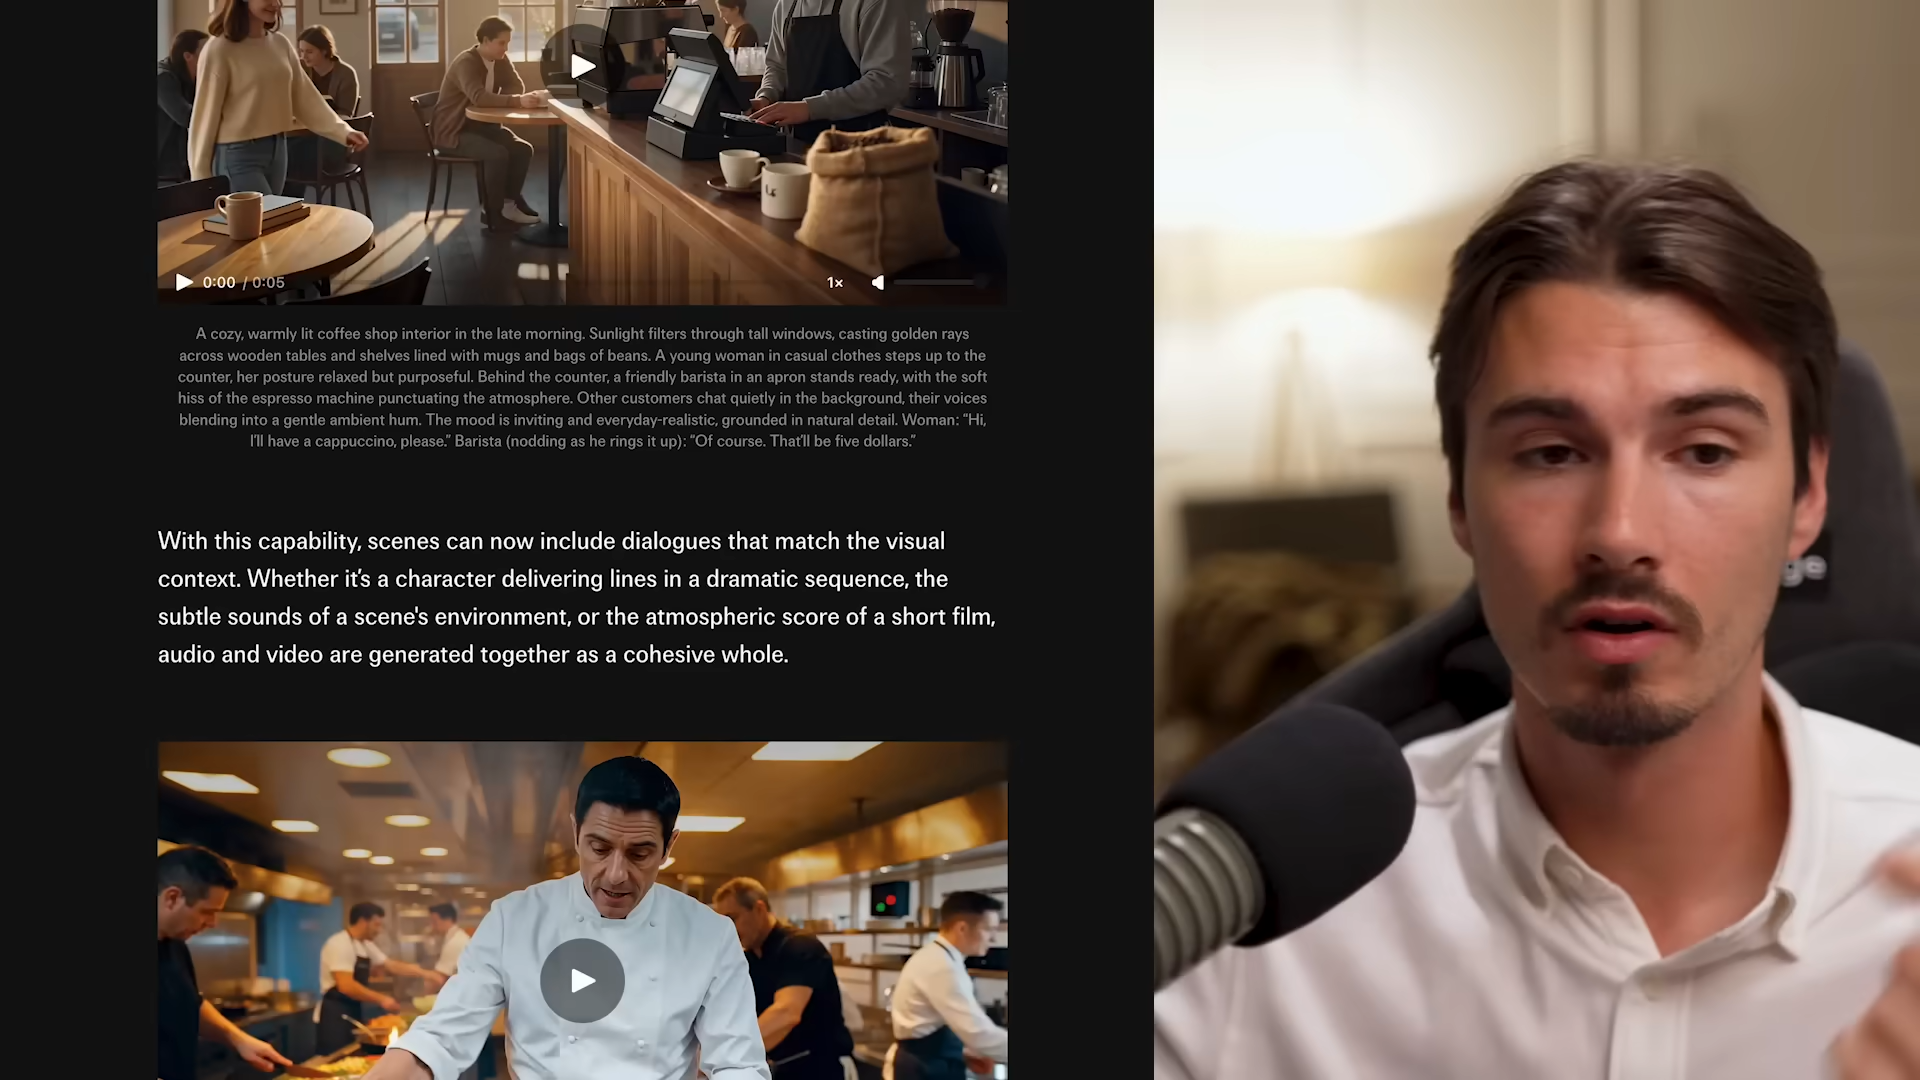 0:00 / 0:05
1×
A cozy, warmly lit coffee shop interior in the late morning. Sunlight filters through tall windows, casting golden rays
across wooden tables and shelves lined with mugs and bags of beans. A young woman in casual clothes steps up to the
counter, her posture relaxed but purposeful. Behind the counter, a friendly barista in an apron stands ready, with the soft
hiss of the espresso machine punctuating the atmosphere. Other customers chat quietly in the background, their voices
blending into a gentle ambient hum. The mood is inviting and everyday-realistic, grounded in natural detail. Woman: “Hi,
I’ll have a cappuccino, please.” Barista (nodding as he rings it up): “Of course. That’ll be five dollars.”
With this capability, scenes can now include dialogues that match the visual
context. Whether it’s a character delivering lines in a dramatic sequence, the
subtle sounds of a scene's environment, or the atmospheric score of a short film,
audio and video are generated together as a cohesive whole.